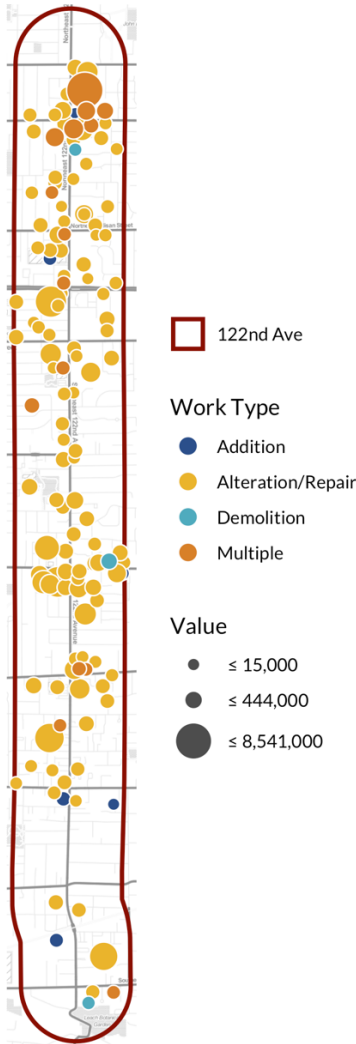 122nd Ave
Work Type
Addition
Alteration/Repair
Demolition
Multiple
Value
≤ 15,000
≤ 444,000
≤ 8,541,000